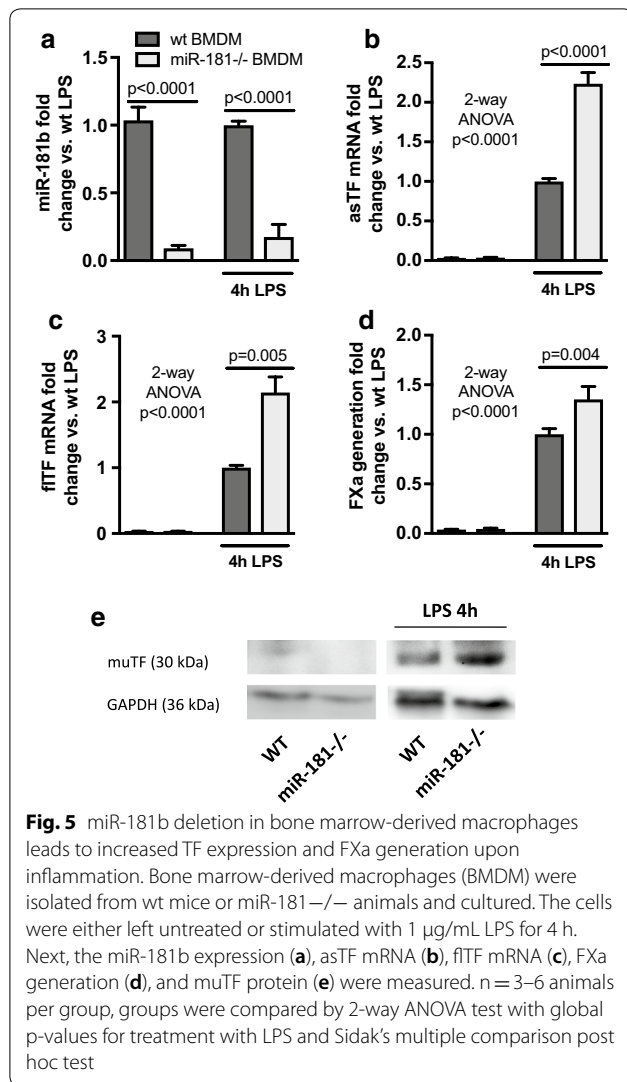 a
wt BMDM
miR-181-/- BMDM
miR-181b fold
change vs. wt LPS
1.5
1.0
0.5
0.0
p<0.0001
p<0.0001
4h LPS
b
asTF mRNA fold
change vs. wt LPS
2.5
2.0
1.5
1.0
0.5
0.0
2-way
ANOVA
p<0.0001
p<0.0001
4h LPS
c
flTF mRNA fold
change vs. wt LPS
3
2
1
0
2-way
ANOVA
p<0.0001
p=0.005
4h LPS
d
FXa generation fold
change vs. wt LPS
2.0
1.5
1.0
0.5
0.0
2-way
ANOVA
p<0.0001
p=0.004
4h LPS
e
LPS 4h
muTF (30 kDa)
GAPDH (36 kDa)
WT
miR-181-/-
WT
miR-181-/-
Fig. 5 miR-181b deletion in bone marrow-derived macrophages
leads to increased TF expression and FXa generation upon
inflammation. Bone marrow-derived macrophages (BMDM) were
isolated from wt mice or miR-181−/− animals and cultured. The cells
were either left untreated or stimulated with 1 µg/mL LPS for 4 h.
Next, the miR-181b expression (a), asTF mRNA (b), flTF mRNA (c), FXa
generation (d), and muTF protein (e) were measured. n = 3–6 animals
per group, groups were compared by 2-way ANOVA test with global
p-values for treatment with LPS and Sidak's multiple comparison post
hoc test